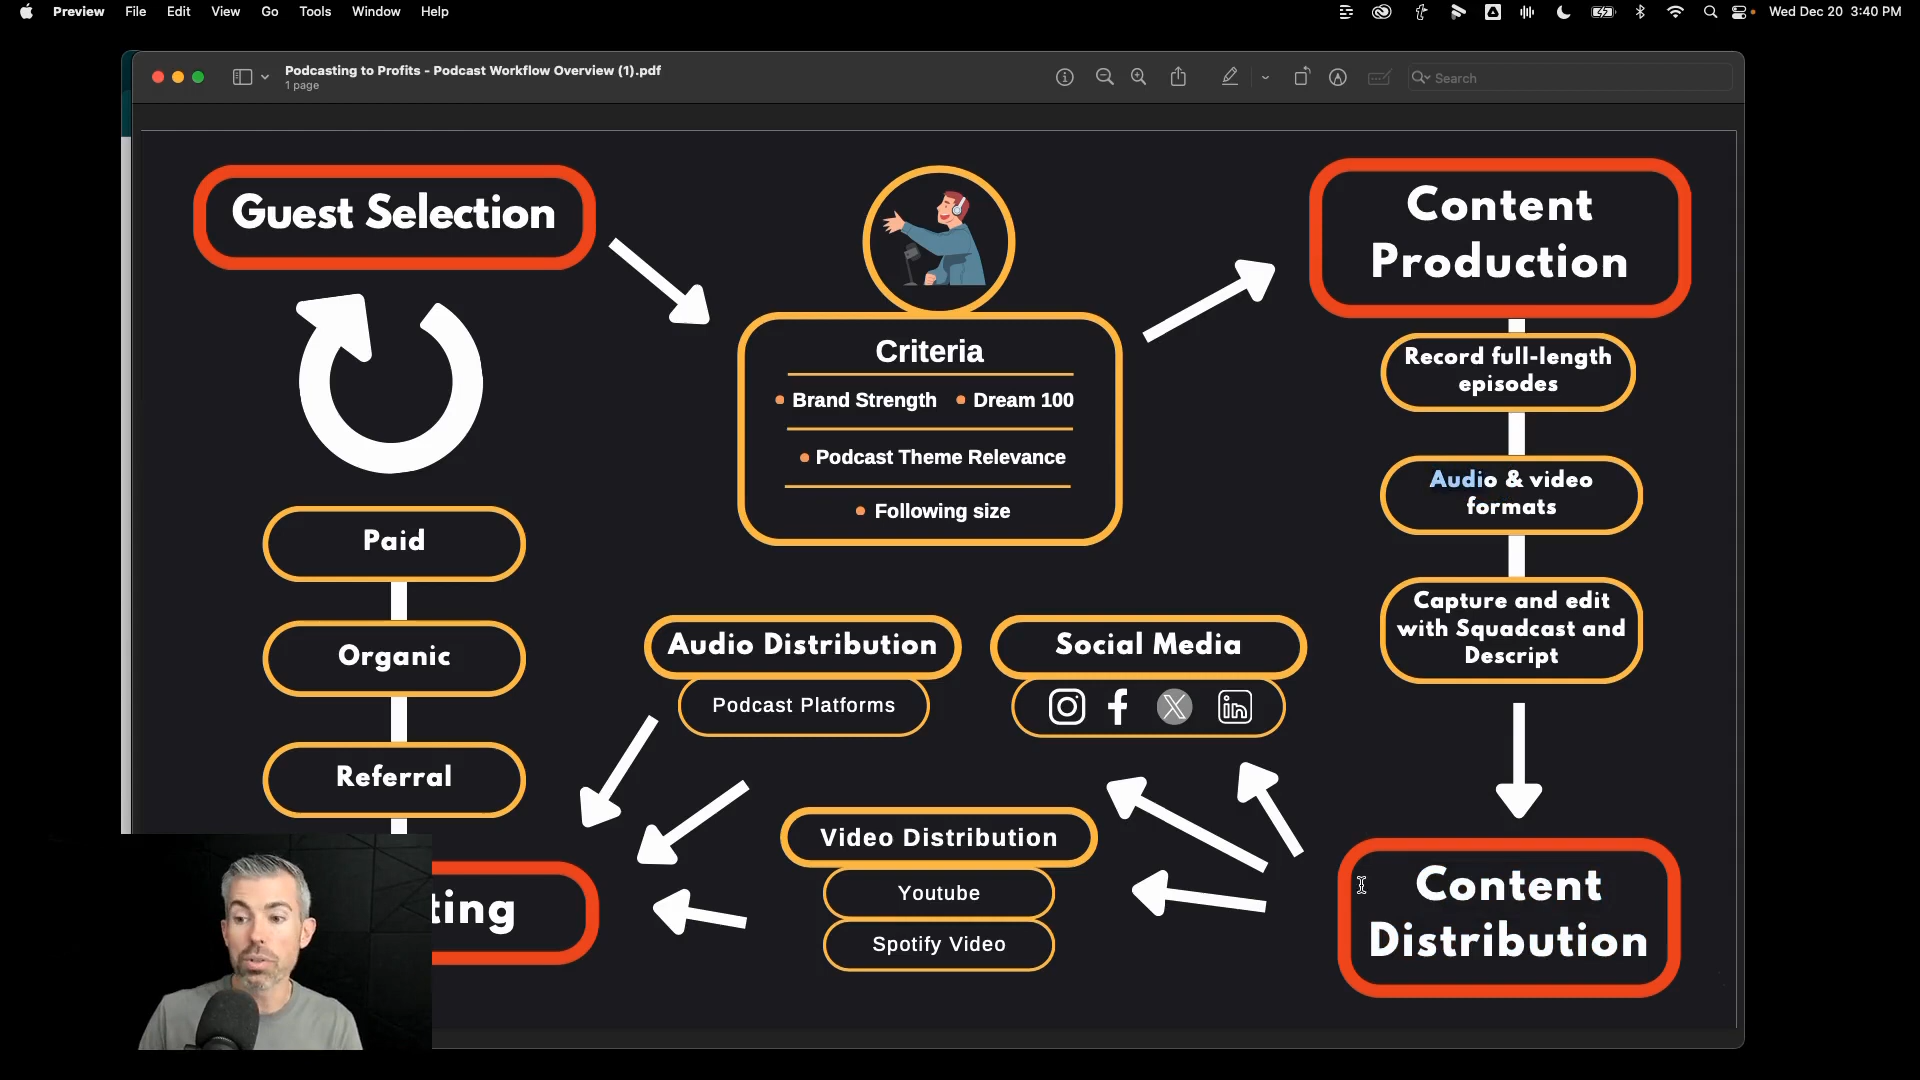 Preview File Edit View Go Tools Window Help
Wed Dec 20 3:40 PM
Podcasting to Profits - Podcast Workflow Overview (1).pdf
1 page
Search
Guest Selection
Content
Production
Criteria
Brand Strength
Dream 100
Podcast Theme Relevance
Following size
Record full-length
episodes
Audio & video
formats
Capture and edit
with Squadcast and
Descript
Paid
Organic
Referral
Audio Distribution
Podcast Platforms
Social Media
X
in
Video Distribution
Youtube
Spotify Video
Content
Distribution
ting